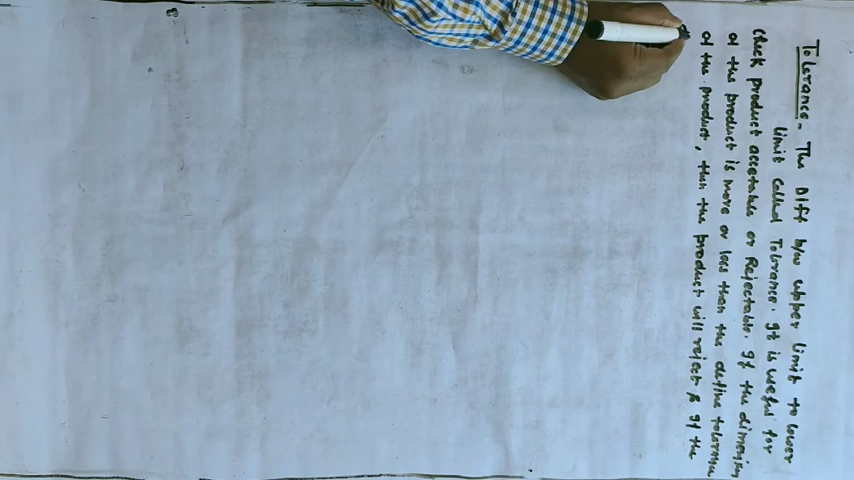 Tolerance - The Diff b/w upper limit to lower
limit called Tolerance. It is useful for
check product acceptable or Rejectable. If the dimension
of the product is more or less than the define tolerance
of the product, then the product will reject & If the